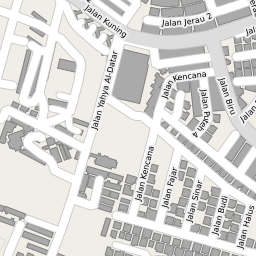 Jalan Kuning
Jalan Jerau 2
Jalan Yahya Al-Datar
Jalan Kencana
Jalan Biru
Jalan Puteh 4
Jalan Kencana
Jalan Fajar
Jalan Sinar
Jalan Budi
Jalan Halus